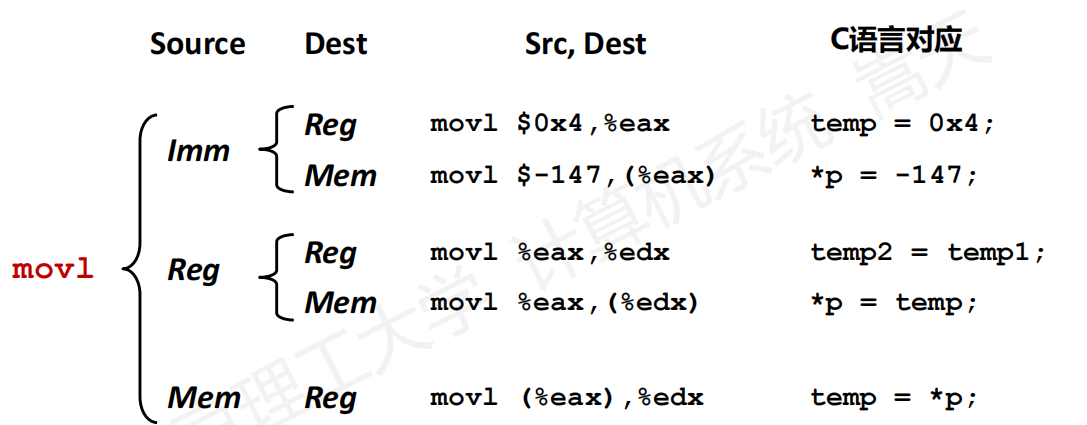 Source Dest Src, Dest C语言对应
Reg movl $0x4,%eax temp = 0x4;
Imm
Mem movl $-147,(%eax) *p = -147;
Reg movl %eax,%edx temp2 = temp1;
movl Reg
Mem movl %eax,(%edx) *p = temp;
Mem Reg movl (%eax),%edx temp = *p;
理工大学 计算机系统 嵩天